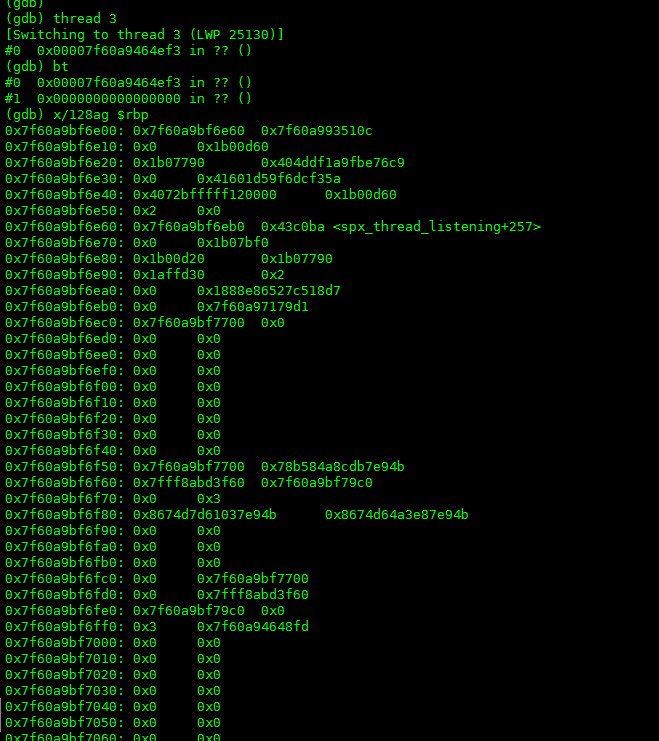 (gdb)
(gdb) thread 3
[Switching to thread 3 (LWP 25130)]
#0  0x00007f60a9464ef3 in ?? ()
(gdb) bt
#0  0x00007f60a9464ef3 in ?? ()
#1  0x0000000000000000 in ?? ()
(gdb) x/128ag $rbp
0x7f60a9bf6e00: 0x7f60a9bf6e60  0x7f60a993510c
0x7f60a9bf6e10: 0x0     0x1b00d60
0x7f60a9bf6e20: 0x1b07790       0x404ddf1a9fbe76c9
0x7f60a9bf6e30: 0x0     0x41601d59f6dcf35a
0x7f60a9bf6e40: 0x4072bfffff120000      0x1b00d60
0x7f60a9bf6e50: 0x2     0x0
0x7f60a9bf6e60: 0x7f60a9bf6eb0  0x43c0ba <spx_thread_listening+257>
0x7f60a9bf6e70: 0x0     0x1b07bf0
0x7f60a9bf6e80: 0x1b00d20       0x1b07790
0x7f60a9bf6e90: 0x1affd30       0x2
0x7f60a9bf6ea0: 0x0     0x1888e86527c518d7
0x7f60a9bf6eb0: 0x0     0x7f60a97179d1
0x7f60a9bf6ec0: 0x7f60a9bf7700  0x0
0x7f60a9bf6ed0: 0x0     0x0
0x7f60a9bf6ee0: 0x0     0x0
0x7f60a9bf6ef0: 0x0     0x0
0x7f60a9bf6f00: 0x0     0x0
0x7f60a9bf6f10: 0x0     0x0
0x7f60a9bf6f20: 0x0     0x0
0x7f60a9bf6f30: 0x0     0x0
0x7f60a9bf6f40: 0x0     0x0
0x7f60a9bf6f50: 0x7f60a9bf7700  0x78b584a8cdb7e94b
0x7f60a9bf6f60: 0x7fff8abd3f60  0x7f60a9bf79c0
0x7f60a9bf6f70: 0x0     0x3
0x7f60a9bf6f80: 0x8674d7d61037e94b      0x8674d64a3e87e94b
0x7f60a9bf6f90: 0x0     0x0
0x7f60a9bf6fa0: 0x0     0x0
0x7f60a9bf6fb0: 0x0     0x0
0x7f60a9bf6fc0: 0x0     0x7f60a9bf7700
0x7f60a9bf6fd0: 0x0     0x7fff8abd3f60
0x7f60a9bf6fe0: 0x7f60a9bf79c0  0x0
0x7f60a9bf6ff0: 0x3     0x7f60a94648fd
0x7f60a9bf7000: 0x0     0x0
0x7f60a9bf7010: 0x0     0x0
0x7f60a9bf7020: 0x0     0x0
0x7f60a9bf7030: 0x0     0x0
0x7f60a9bf7040: 0x0     0x0
0x7f60a9bf7050: 0x0     0x0
0x7f60a9bf7060: 0x0     0x0